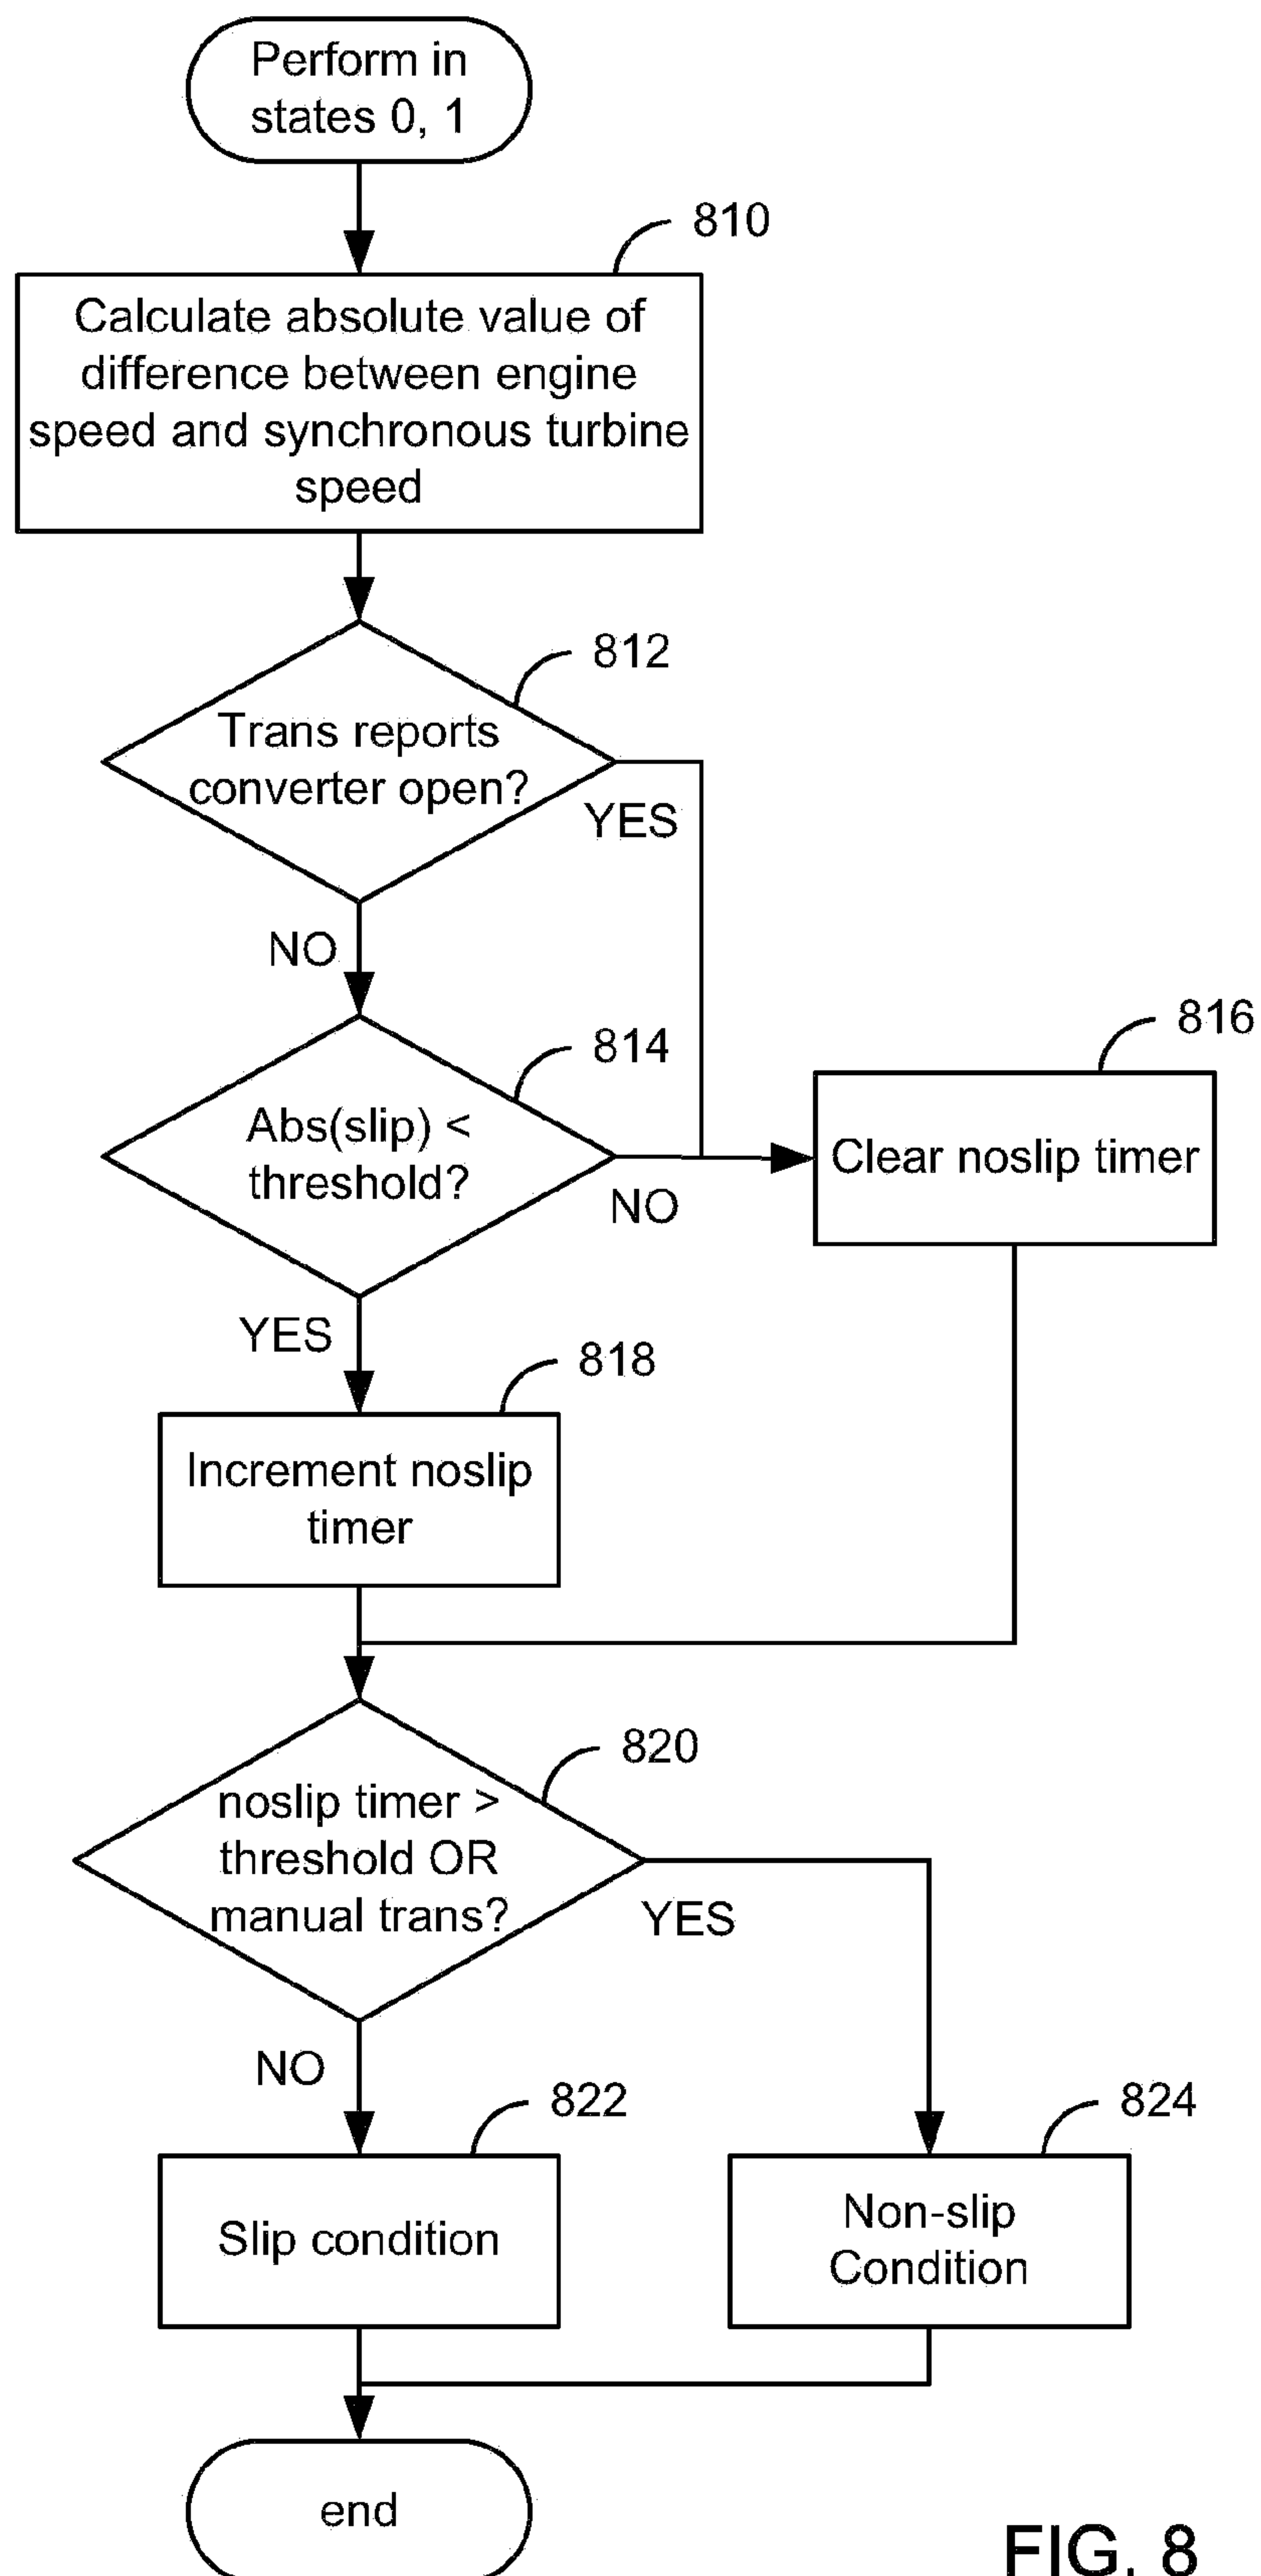 Perform in
states 0, 1
810
Calculate absolute value of
difference between engine
speed and synchronous turbine
speed
812
Trans reports
converter open?
YES
NO
814
816
Abs(slip) <
threshold?
Clear noslip timer
NO
YES
818
Increment noslip
timer
820
noslip timer >
threshold OR
manual trans?
YES
NO
822
824
Slip condition
Non-slip
Condition
end
FIG. 8